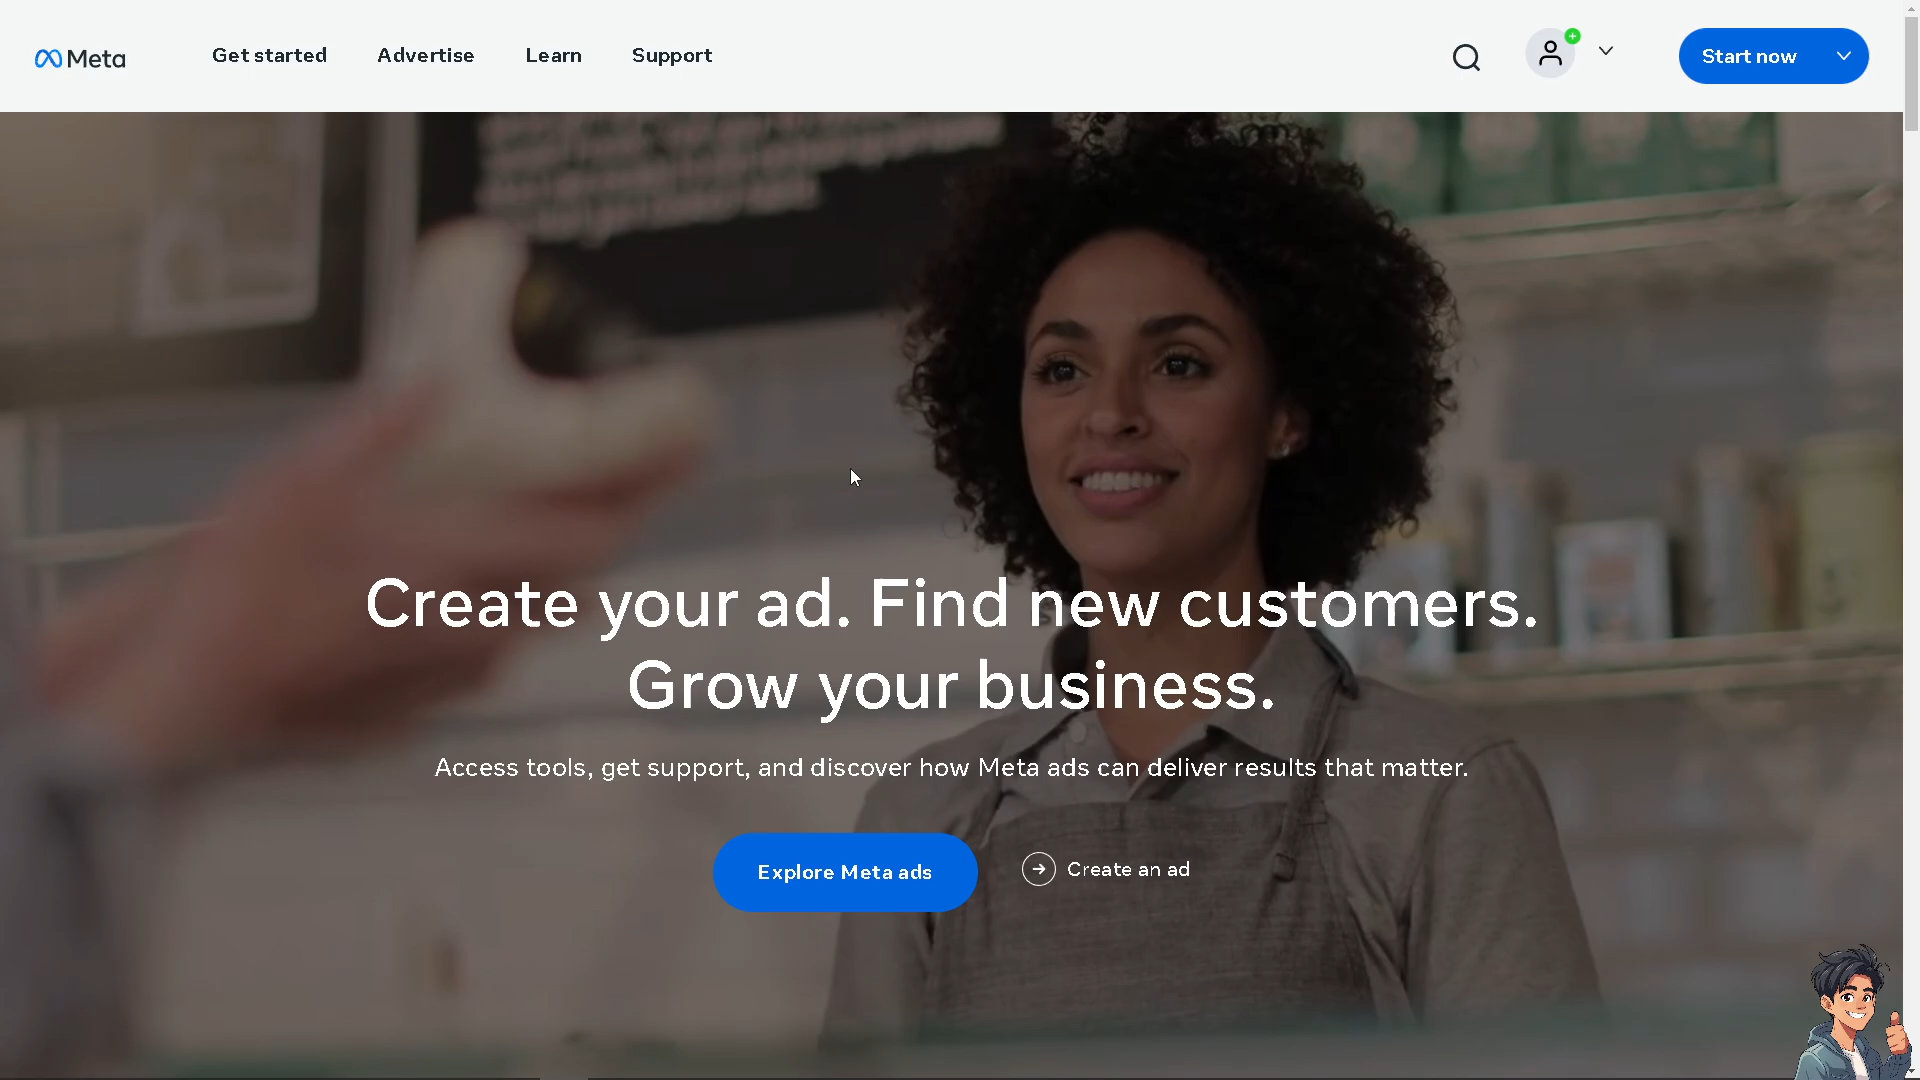 Meta
Get started
Advertise
Learn
Support
Start now
Create your ad. Find new customers.
Grow your business.
Access tools, get support, and discover how Meta ads can deliver results that matter.
Explore Meta ads
Create an ad